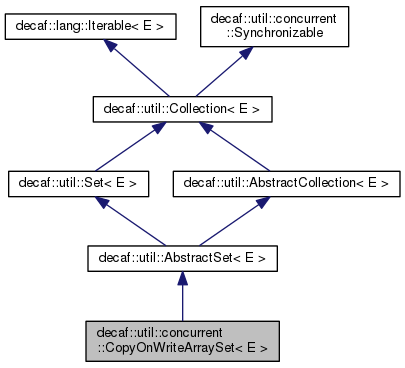 decaf::lang::Iterable< E >
decaf::util::concurrent
::Synchronizable
decaf::util::Collection< E >
decaf::util::Set< E >
decaf::util::AbstractCollection< E >
decaf::util::AbstractSet< E >
decaf::util::concurrent
::CopyOnWriteArraySet< E >